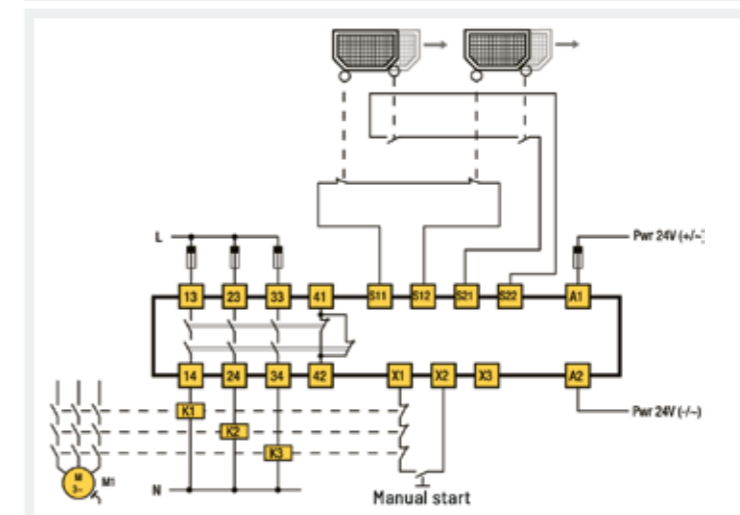 L
Pwr 24V (+/~)
13 23 33 41 S11 S12 S21 S22 A1
14 24 34 42 X1 X2 X3 A2
K1
Pwr 24V (-/~)
K2
K3
M
3~
M1
N
Manual start